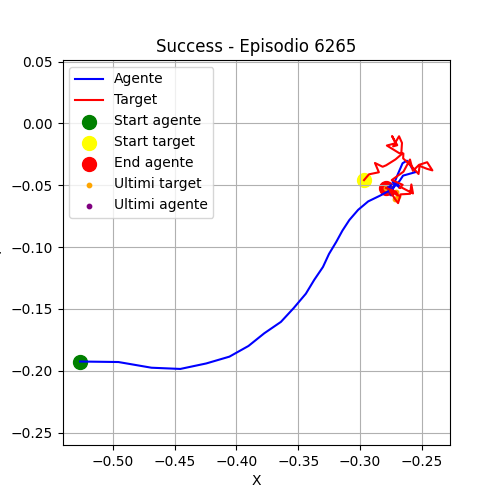 Success - Episodio 6265
0.05
0.00
−0.05
−0.10
−0.15
−0.20
−0.25
Agente
Target
Start agente
Start target
End agente
Ultimi target
Ultimi agente
−0.50
−0.45
−0.40
−0.35
−0.30
−0.25
X